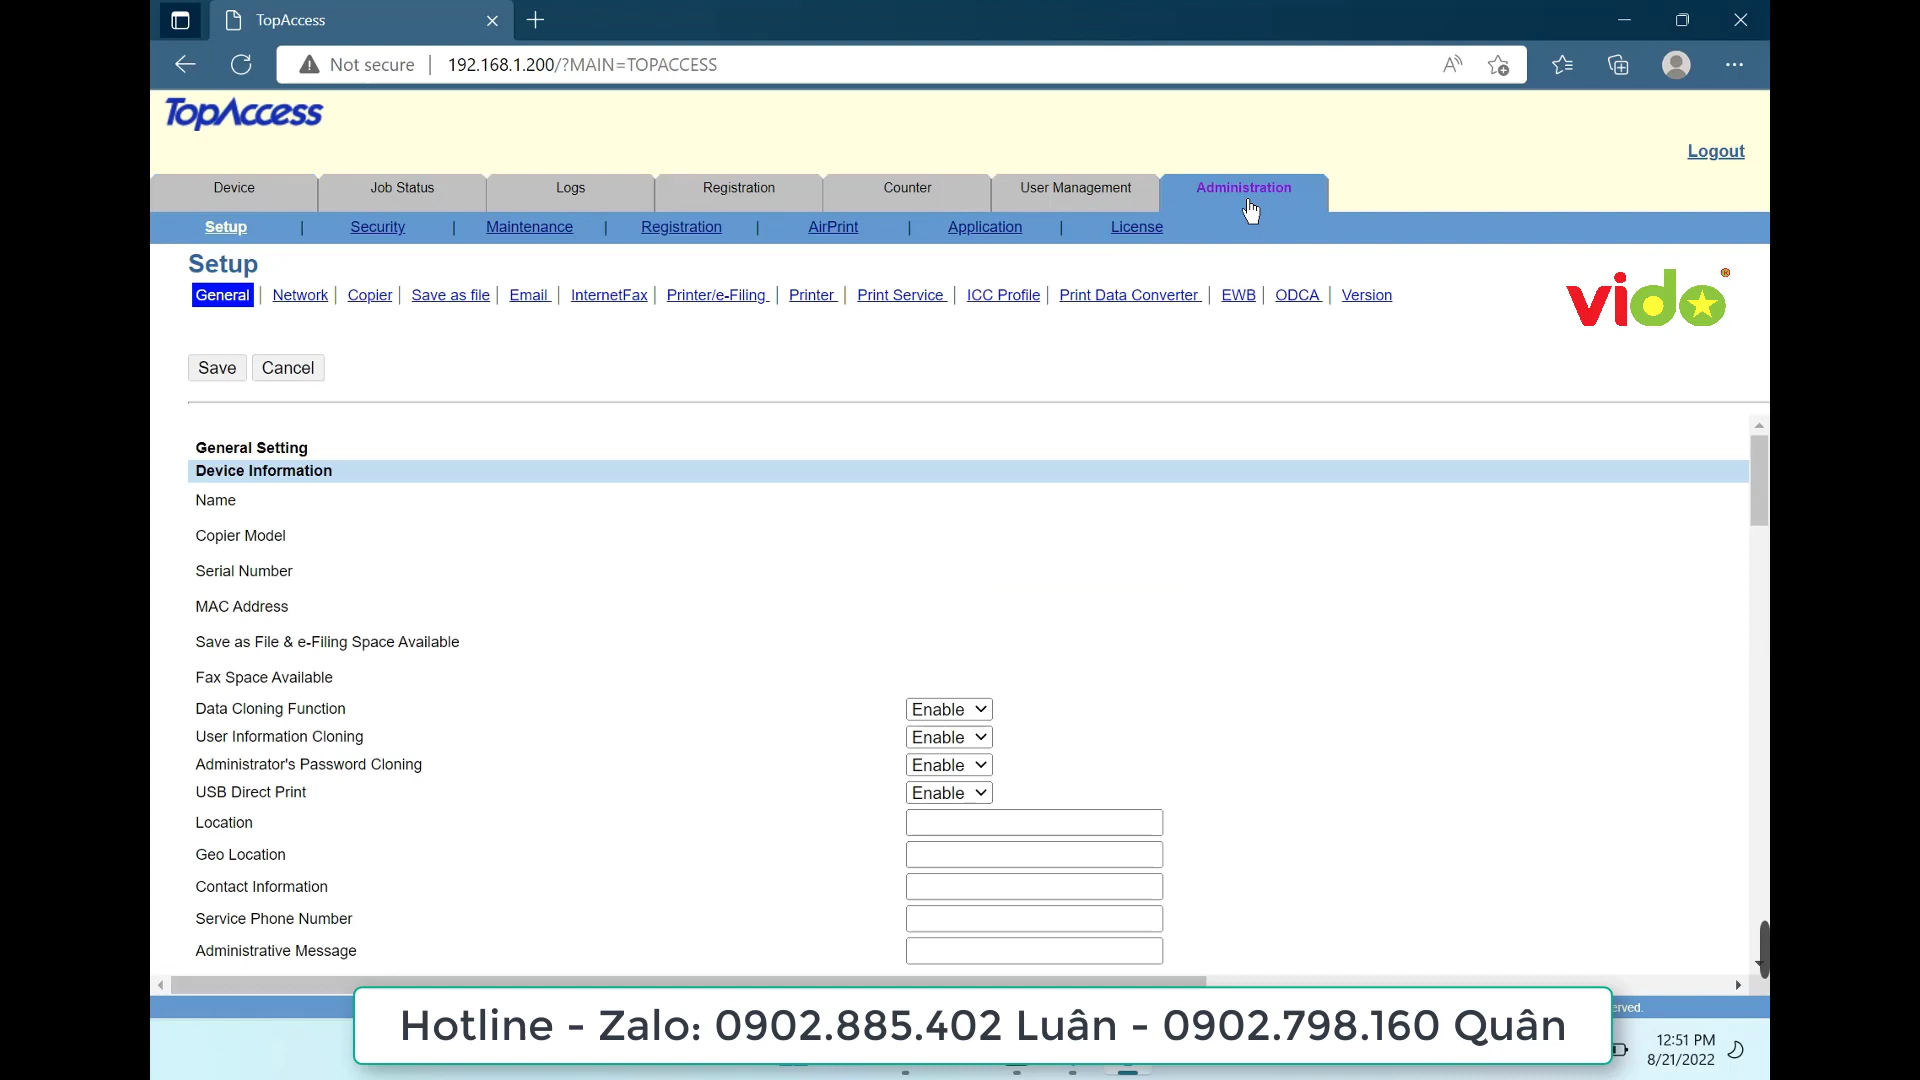 TopAccess
Not secure | 192.168.1.200/?MAIN=TOPACCESS
TopAccess
Logout
Device Job Status Logs Registration Counter User Management Administration
Setup | Security | Maintenance | Registration | AirPrint | Application | License
Setup
General | Network | Copier | Save as file | Email | InternetFax | Printer/e-Filing | Printer | Print Service | ICC Profile | Print Data Converter | EWB | ODCA | Version
vido
Save Cancel
General Setting
Device Information
Name
Copier Model
Serial Number
MAC Address
Save as File & e-Filing Space Available
Fax Space Available
Data Cloning Function Enable
User Information Cloning Enable
Administrator's Password Cloning Enable
USB Direct Print Enable
Location
Geo Location
Contact Information
Service Phone Number
Administrative Message
erved.
Hotline - Zalo: 0902.885.402 Luân - 0902.798.160 Quân
12:51 PM
8/21/2022